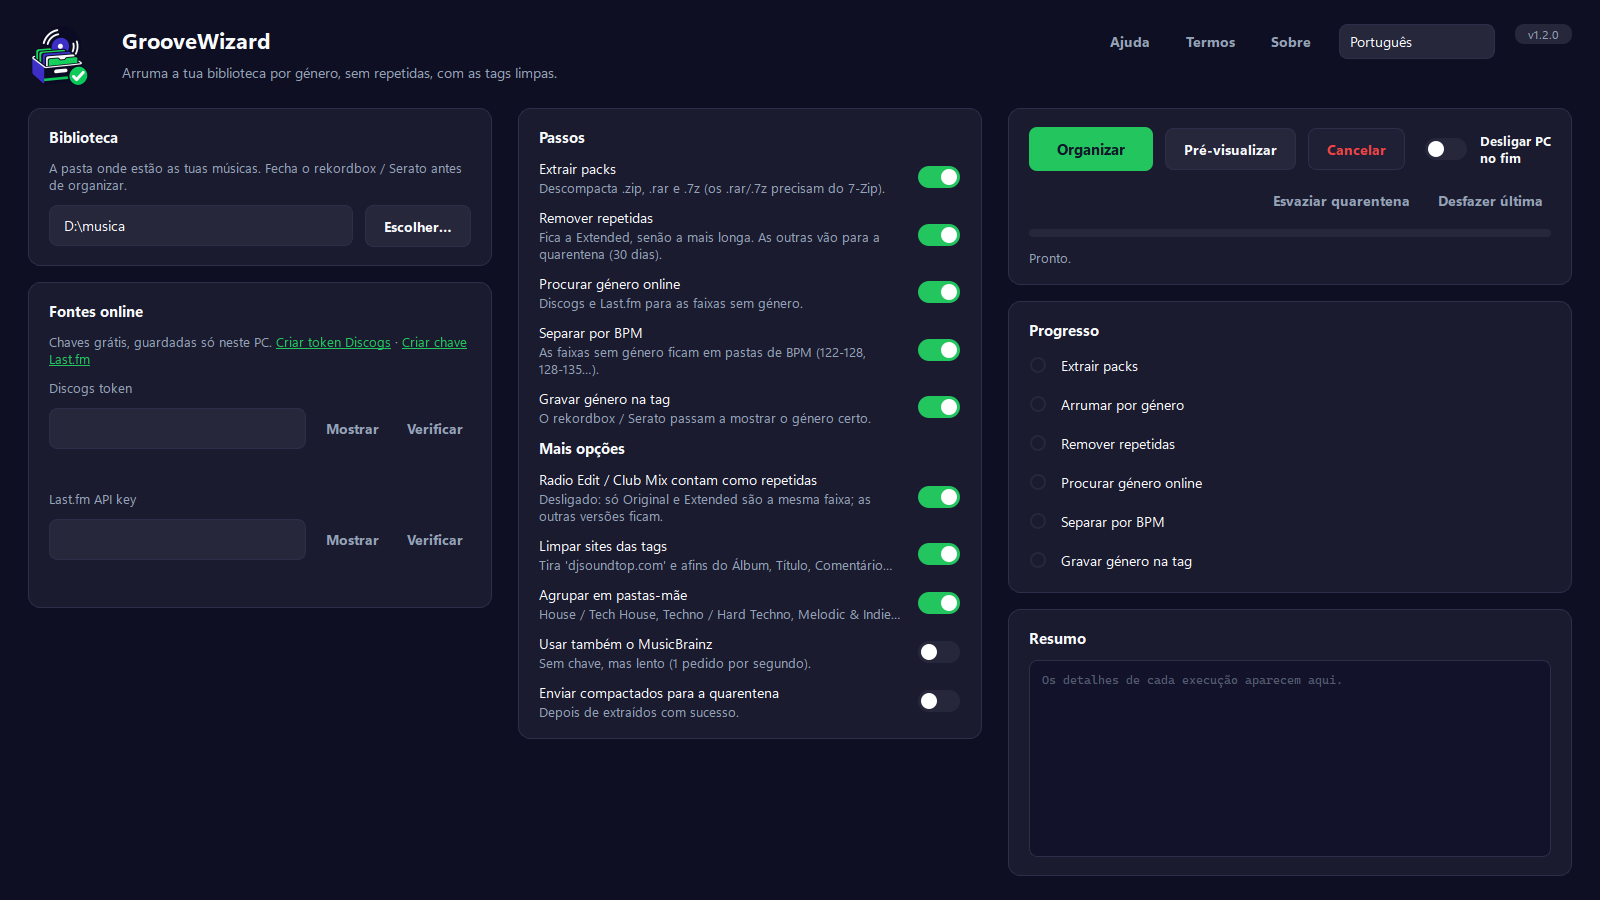 GrooveWizard
Arruma a tua biblioteca por género, sem repetidas, com as tags limpas.
Ajuda
Termos
Sobre
Português
v1.2.0
Biblioteca
A pasta onde estão as tuas músicas. Fecha o rekordbox / Serato antes
de organizar.
D:\musica
Escolher...
Fontes online
Chaves grátis, guardadas só neste PC. Criar token Discogs · Criar chave
Last.fm
Discogs token
Mostrar
Verificar
Last.fm API key
Mostrar
Verificar
Passos
Extrair packs
Descompacta .zip, .rar e .7z (os .rar/.7z precisam do 7-Zip).
Remover repetidas
Fica a Extended, senão a mais longa. As outras vão para a
quarentena (30 dias).
Procurar género online
Discogs e Last.fm para as faixas sem género.
Separar por BPM
As faixas sem género ficam em pastas de BPM (122-128,
128-135...).
Gravar género na tag
O rekordbox / Serato passam a mostrar o género certo.
Mais opções
Radio Edit / Club Mix contam como repetidas
Desligado: só Original e Extended são a mesma faixa; as
outras versões ficam.
Limpar sites das tags
Tira 'djsoundtop.com' e afins do Álbum, Título, Comentário...
Agrupar em pastas-mãe
House / Tech House, Techno / Hard Techno, Melodic & Indie...
Usar também o MusicBrainz
Sem chave, mas lento (1 pedido por segundo).
Enviar compactados para a quarentena
Depois de extraídos com sucesso.
Organizar
Pré-visualizar
Cancelar
Desligar PC
no fim
Esvaziar quarentena
Desfazer última
Pronto.
Progresso
Extrair packs
Arrumar por género
Remover repetidas
Procurar género online
Separar por BPM
Gravar género na tag
Resumo
Os detalhes de cada execução aparecem aqui.